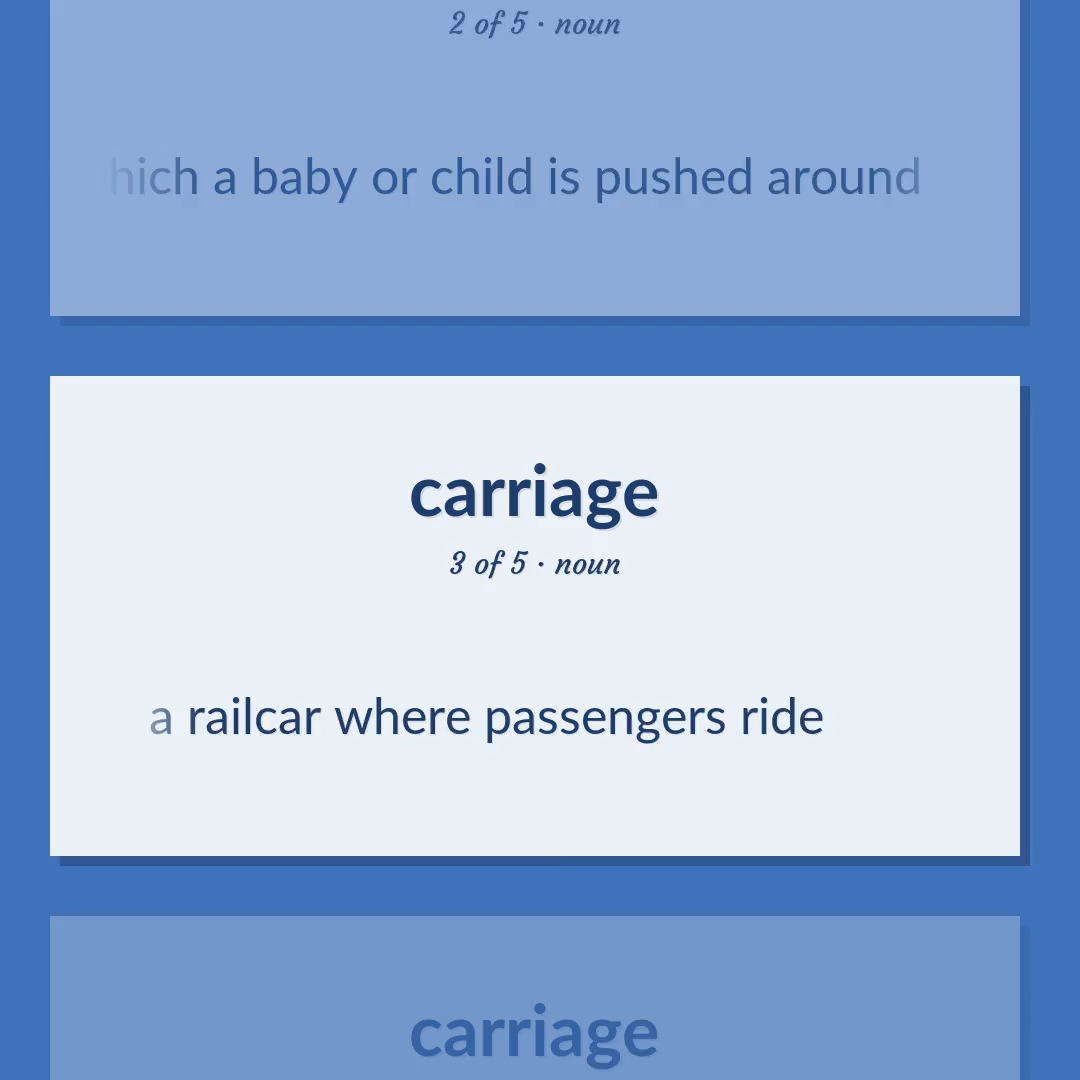 2 of 5 · noun
hich a baby or child is pushed around
carriage
3 of 5 · noun
a railcar where passengers ride
carriage